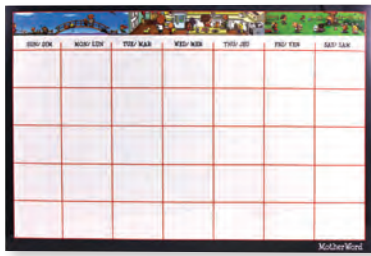 SUN/ DIM MON/ LUN TUE/ MAR WED/ MER THU/ JEU FRI/ VEN SAT/ SAM
MotherWord